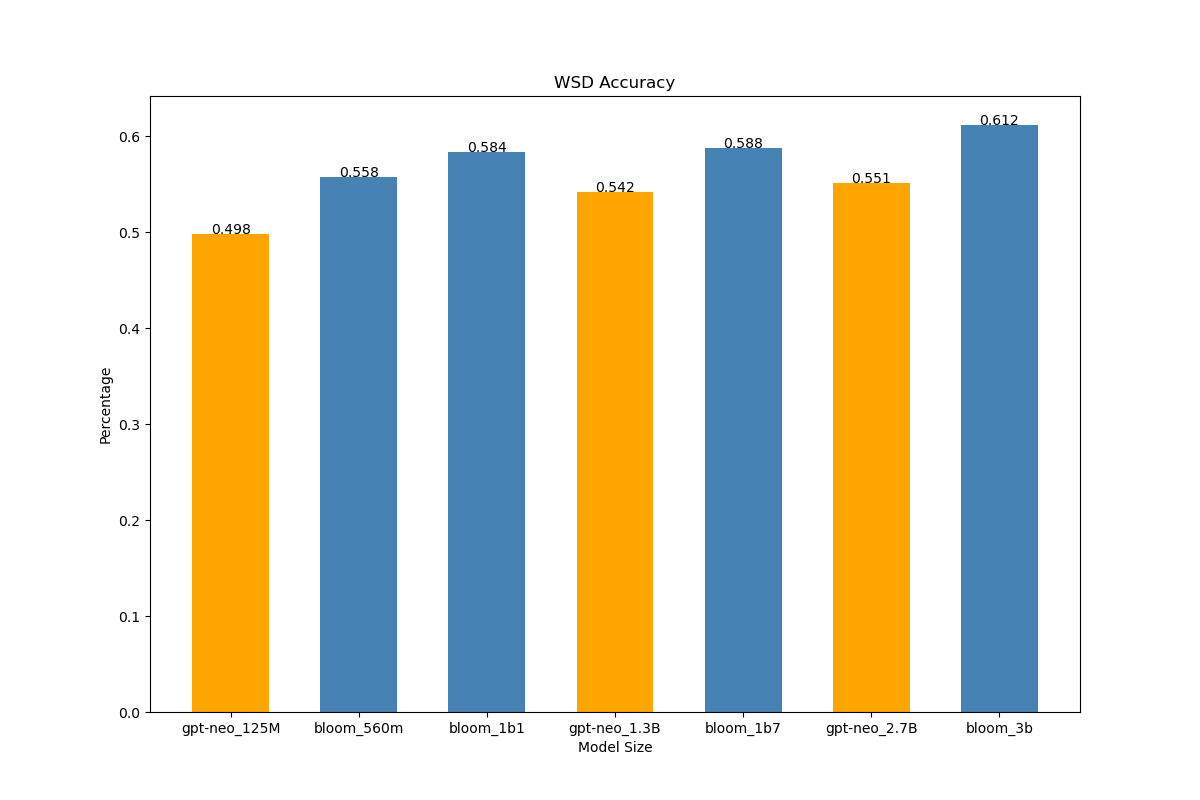 WSD Accuracy
Percentage
0.6
0.5
0.4
0.3
0.2
0.1
0.0
0.498
0.558
0.584
0.542
0.588
0.551
0.612
gpt-neo_125M
bloom_560m
bloom_1b1
gpt-neo_1.3B
bloom_1b7
gpt-neo_2.7B
bloom_3b
Model Size